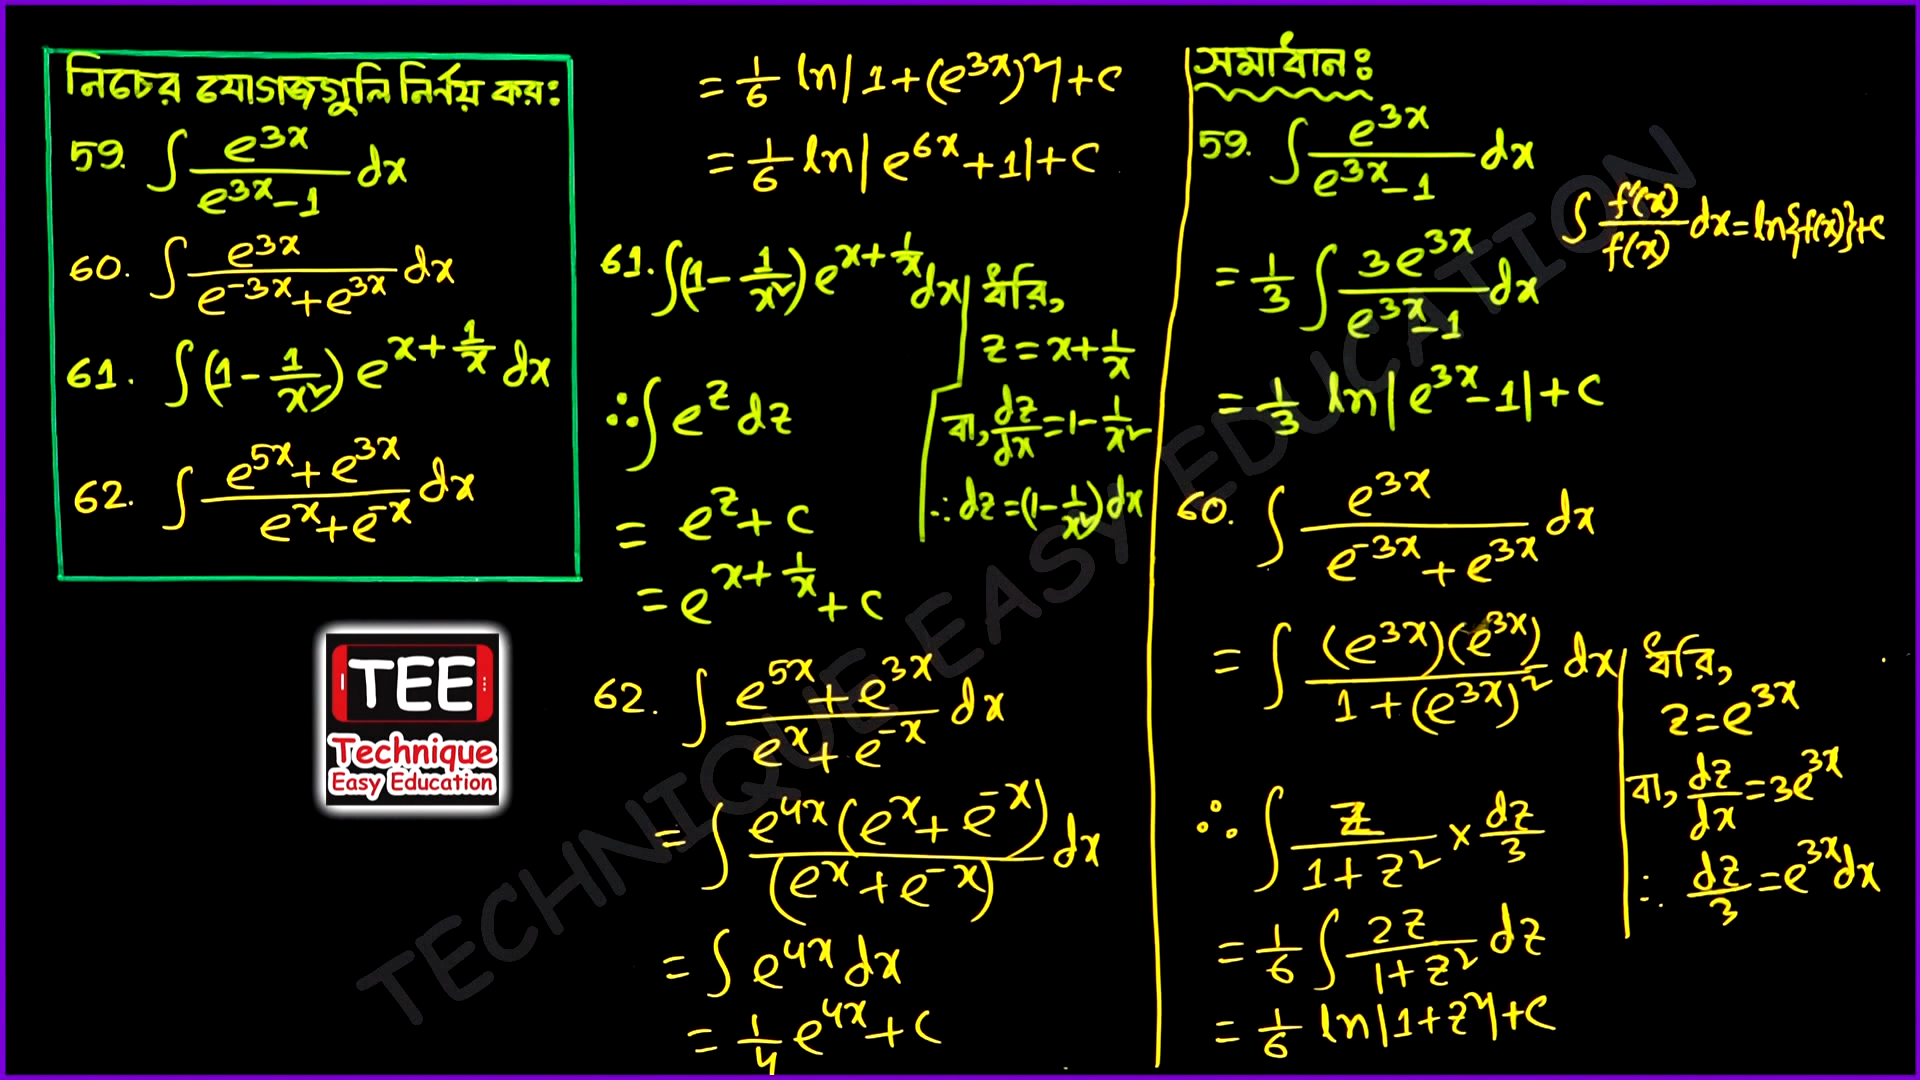 নিচের যোগজগুলি নির্ণয় কর:
59. ∫ e^{3x}/(e^{3x}-1) dx
60. ∫ e^{3x}/(e^{-3x}+e^{3x}) dx
61. ∫ (1-1/x²) e^{x+1/x} dx
62. ∫ (e^{5x}+e^{3x})/(e^x+e^{-x}) dx
TEE
Technique
Easy Education
সমাধান:
59. ∫ e^{3x}/(e^{3x}-1) dx
∫ f'(x)/f(x) dx = ln{f(x)}+c
= 1/3 ∫ 3e^{3x}/(e^{3x}-1) dx
= 1/3 ln|e^{3x}-1|+c
60. ∫ e^{3x}/(e^{-3x}+e^{3x}) dx
= ∫ (e^{3x})(e^{3x})/(1+(e^{3x})^2) dx
ধরি,
z=e^{3x}
বা, dz/dx=3e^{3x}
∴ dz/3=e^{3x}dx
∴ ∫ z/(1+z²) × dz/3
= 1/6 ∫ 2z/(1+z²) dz
= 1/6 ln|1+z²|+c
= 1/6 ln|1+(e^{3x})²|+c
= 1/6 ln|e^{6x}+1|+c
61. ∫(1-1/x²) e^{x+1/x} dx
ধরি,
z=x+1/x
বা, dz/dx=1-1/x²
∴ dz=(1-1/x²)dx
∴ ∫ e^z dz
= e^z+c
= e^{x+1/x}+c
62. ∫ (e^{5x}+e^{3x})/(e^x+e^{-x}) dx
= ∫ e^{4x}(e^x+e^{-x})/(e^x+e^{-x}) dx
= ∫ e^{4x} dx
= 1/4 e^{4x}+c
TECHNIQUE EASY EDUCATION